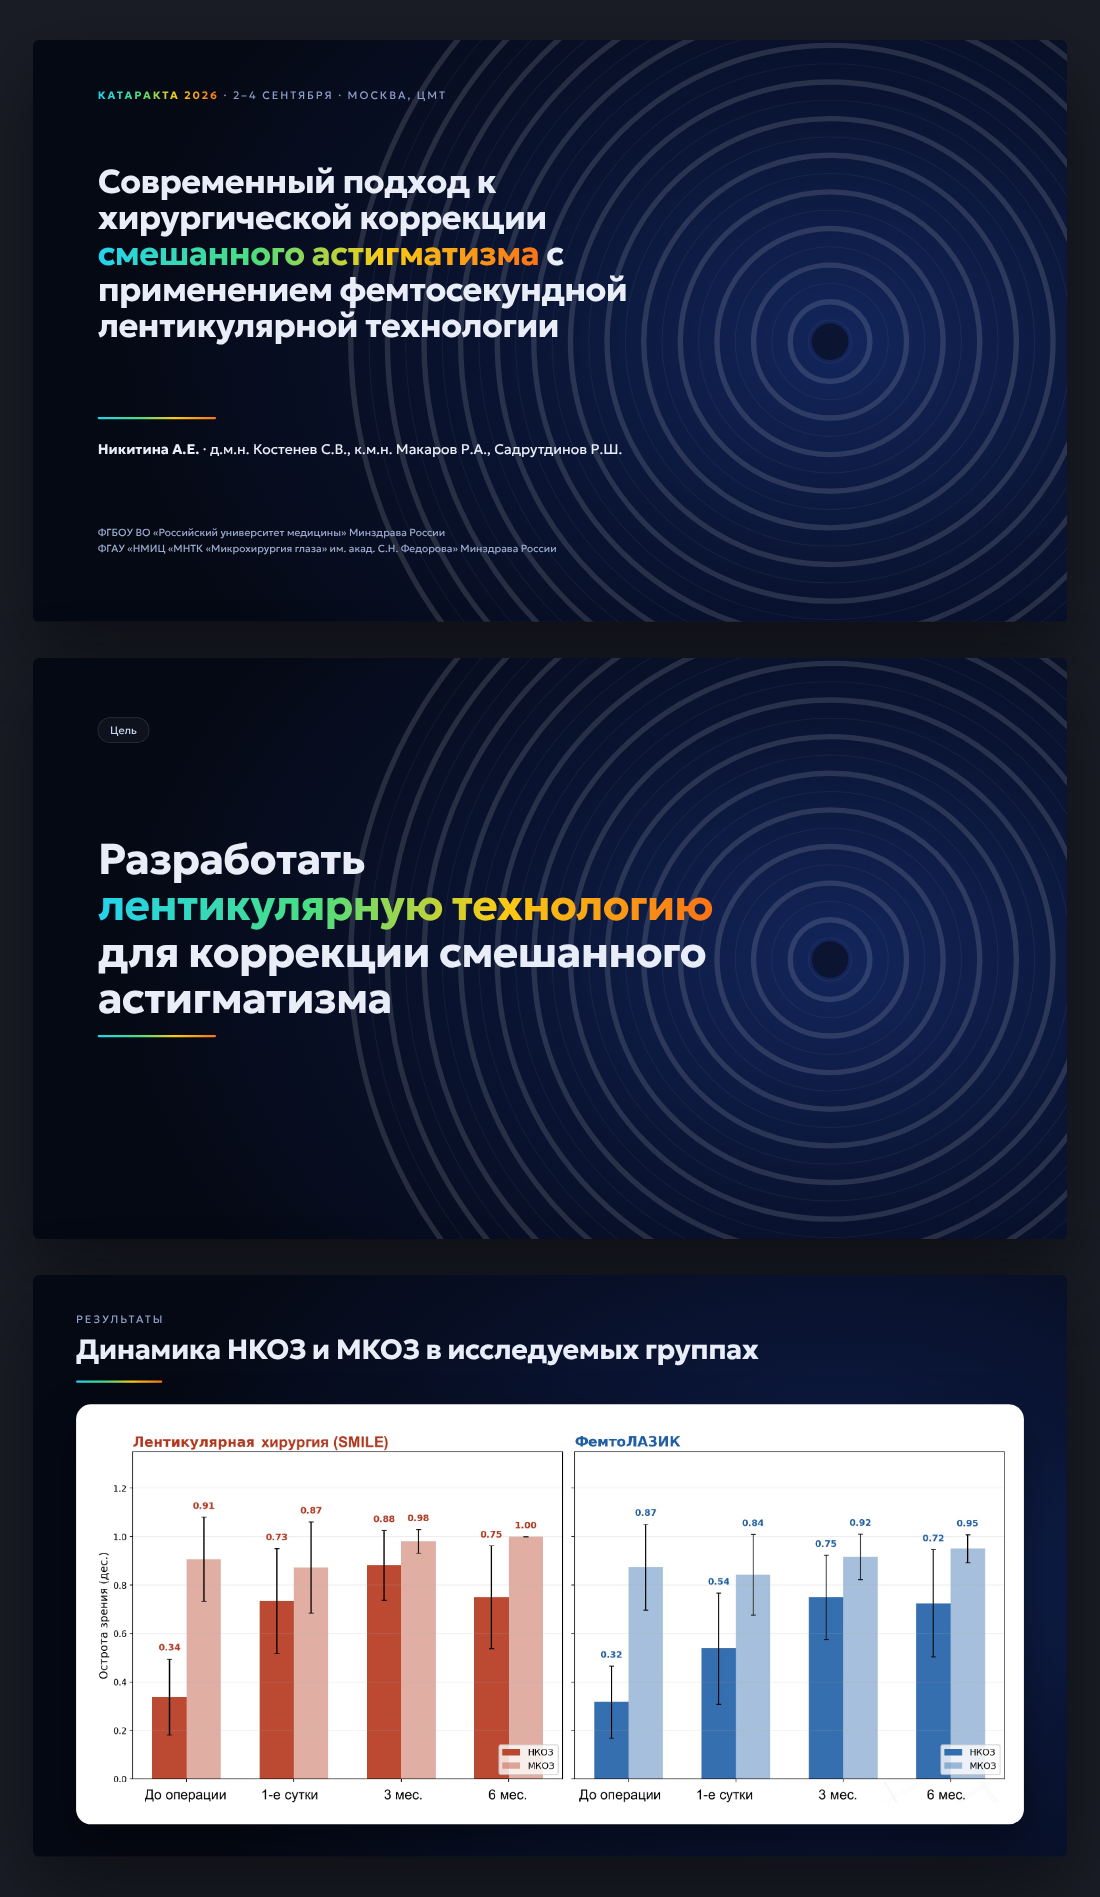 КАТАРАКТА 2026 · 2–4 СЕНТЯБРЯ · МОСКВА, ЦМТ
Современный подход к
хирургической коррекции
смешанного астигматизма с
применением фемтосекундной
лентикулярной технологии
Никитина А.Е. · д.м.н. Костенев С.В., к.м.н. Макаров Р.А., Садрутдинов Р.Ш.
ФГБОУ ВО «Российский университет медицины» Минздрава России
ФГАУ «НМИЦ «МНТК «Микрохирургия глаза» им. акад. С.Н. Федорова» Минздрава России
Цель
Разработать
лентикулярную технологию
для коррекции смешанного
астигматизма
РЕЗУЛЬТАТЫ
Динамика НКОЗ и МКОЗ в исследуемых группах
Лентикулярная хирургия (SMILE)
Острота зрения (дес.)
1.2
1.0
0.8
0.6
0.4
0.2
0.0
0.34
0.91
0.73
0.87
0.88
0.98
0.75
1.00
НКОЗ
МКОЗ
До операции
1-е сутки
3 мес.
6 мес.
ФемтоЛАЗИК
0.32
0.87
0.54
0.84
0.75
0.92
0.72
0.95
НКОЗ
МКОЗ
До операции
1-е сутки
3 мес.
6 мес.